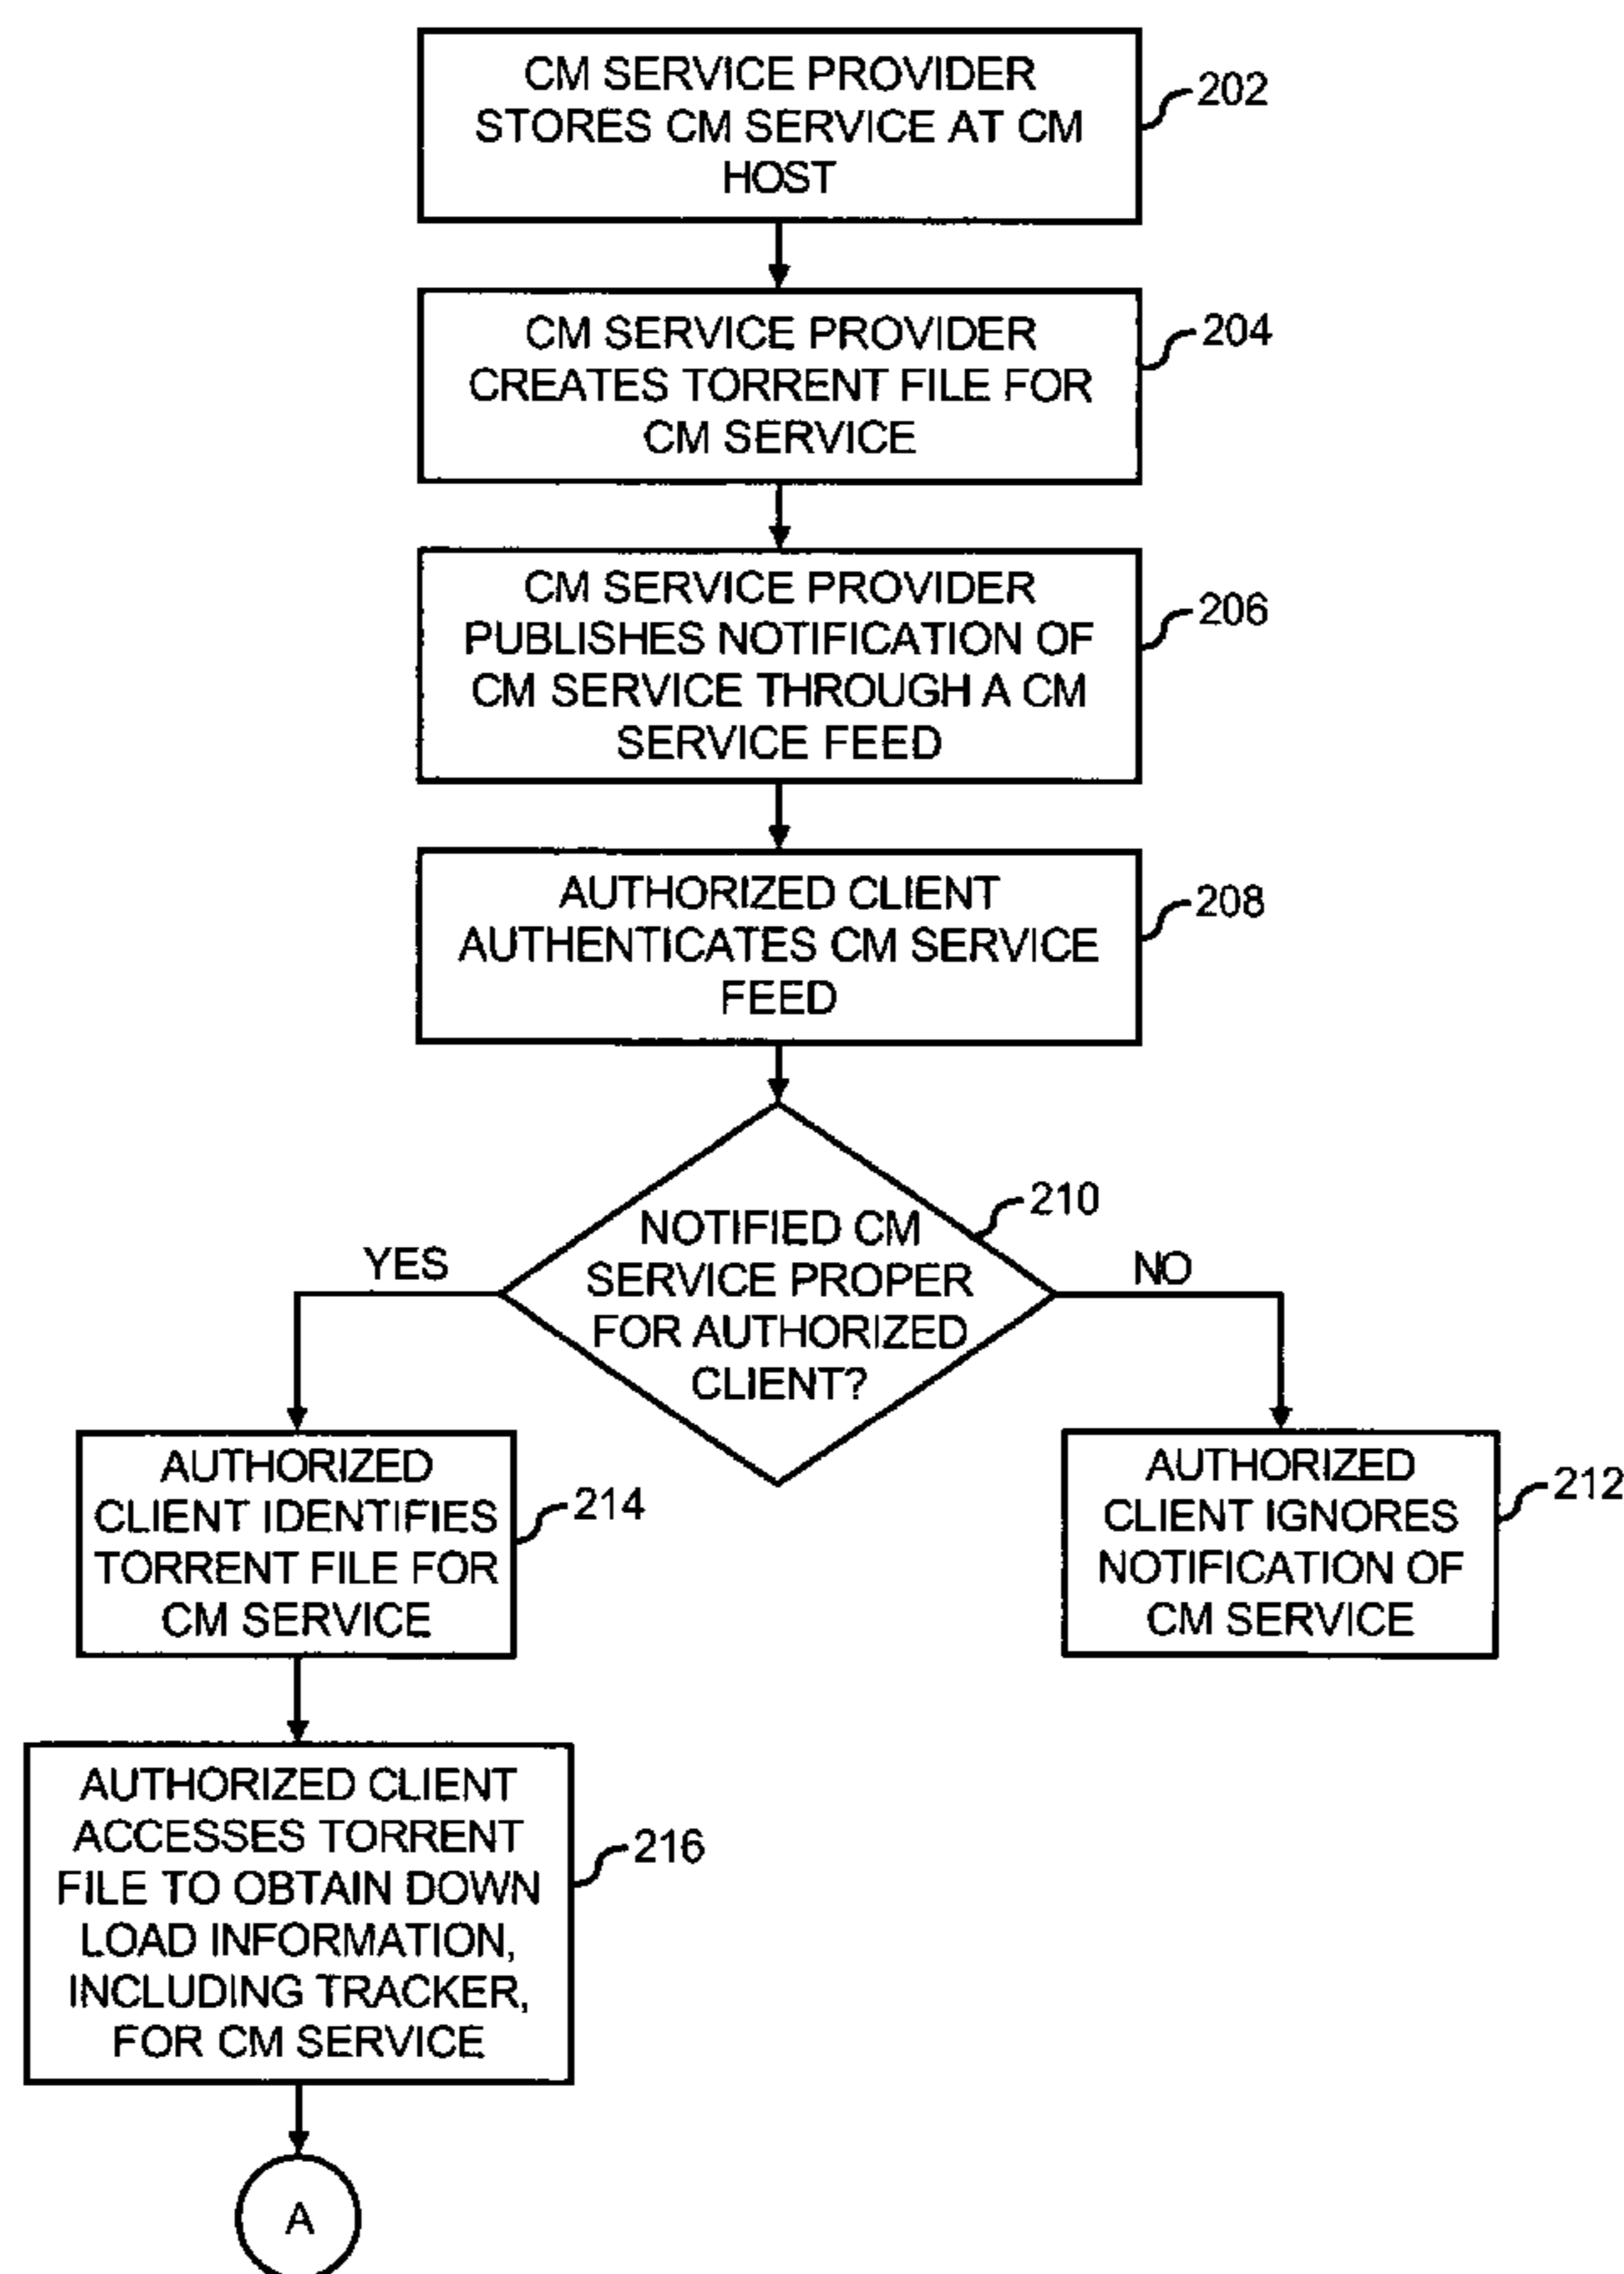 CM SERVICE PROVIDER
STORES CM SERVICE AT CM
HOST
202
CM SERVICE PROVIDER
CREATES TORRENT FILE FOR
CM SERVICE
204
CM SERVICE PROVIDER
PUBLISHES NOTIFICATION OF
CM SERVICE THROUGH A CM
SERVICE FEED
206
AUTHORIZED CLIENT
AUTHENTICATES CM SERVICE
FEED
208
NOTIFIED CM
SERVICE PROPER
FOR AUTHORIZED
CLIENT?
210
YES
NO
AUTHORIZED
CLIENT IDENTIFIES
TORRENT FILE FOR
CM SERVICE
214
AUTHORIZED
CLIENT IGNORES
NOTIFICATION OF
CM SERVICE
212
AUTHORIZED CLIENT
ACCESSES TORRENT
FILE TO OBTAIN DOWN
LOAD INFORMATION,
INCLUDING TRACKER,
FOR CM SERVICE
216
A